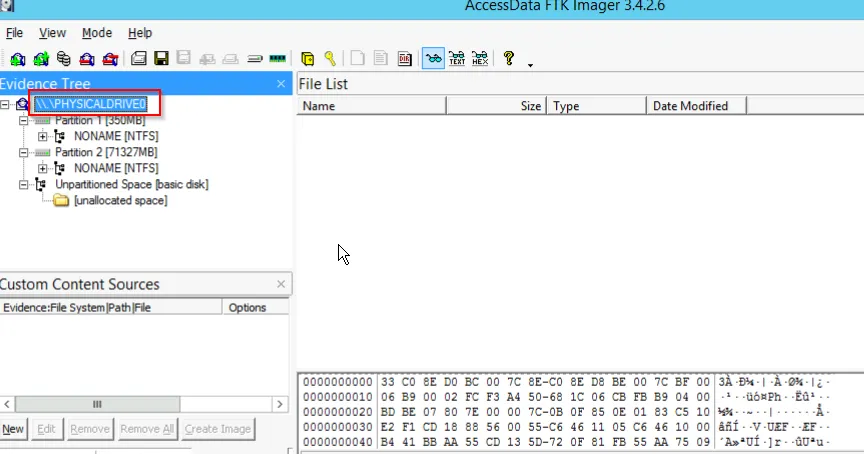 AccessData FTK Imager 3.4.2.6
File View Mode Help
Evidence Tree
File List
Name Size Type Date Modified
\\.\PHYSICALDRIVE0
Partition 1 [350MB]
NONAME [NTFS]
Partition 2 [71327MB]
NONAME [NTFS]
Unpartitioned Space [basic disk]
[unallocated space]
Custom Content Sources
Evidence:File System|Path|File Options
New Edit Remove Remove All Create Image
0000000000 33 C0 8E D0 BC 00 7C 8E-C0 8E D8 BE 00 7C BF 00 3À·Ð¼·|·À·Ø¾·|¿·
0000000010 06 B9 00 02 FC F3 A4 50-68 1C 06 CB FB B9 04 00 ·¹··üó¤Ph··Ëû¹··
0000000020 BD BE 07 80 7E 00 00 7C-0B 0F 85 0E 01 83 C5 10 ½¾··~··|······Å·
0000000030 E2 F1 CD 18 88 56 00 55-C6 46 11 05 C6 46 10 00 âñÍ··V·UÆF··ÆF··
0000000040 B4 41 BB AA 55 CD 13 5D-72 0F 81 FB 55 AA 75 09 ´A»ªUÍ·]r··ûUªu·